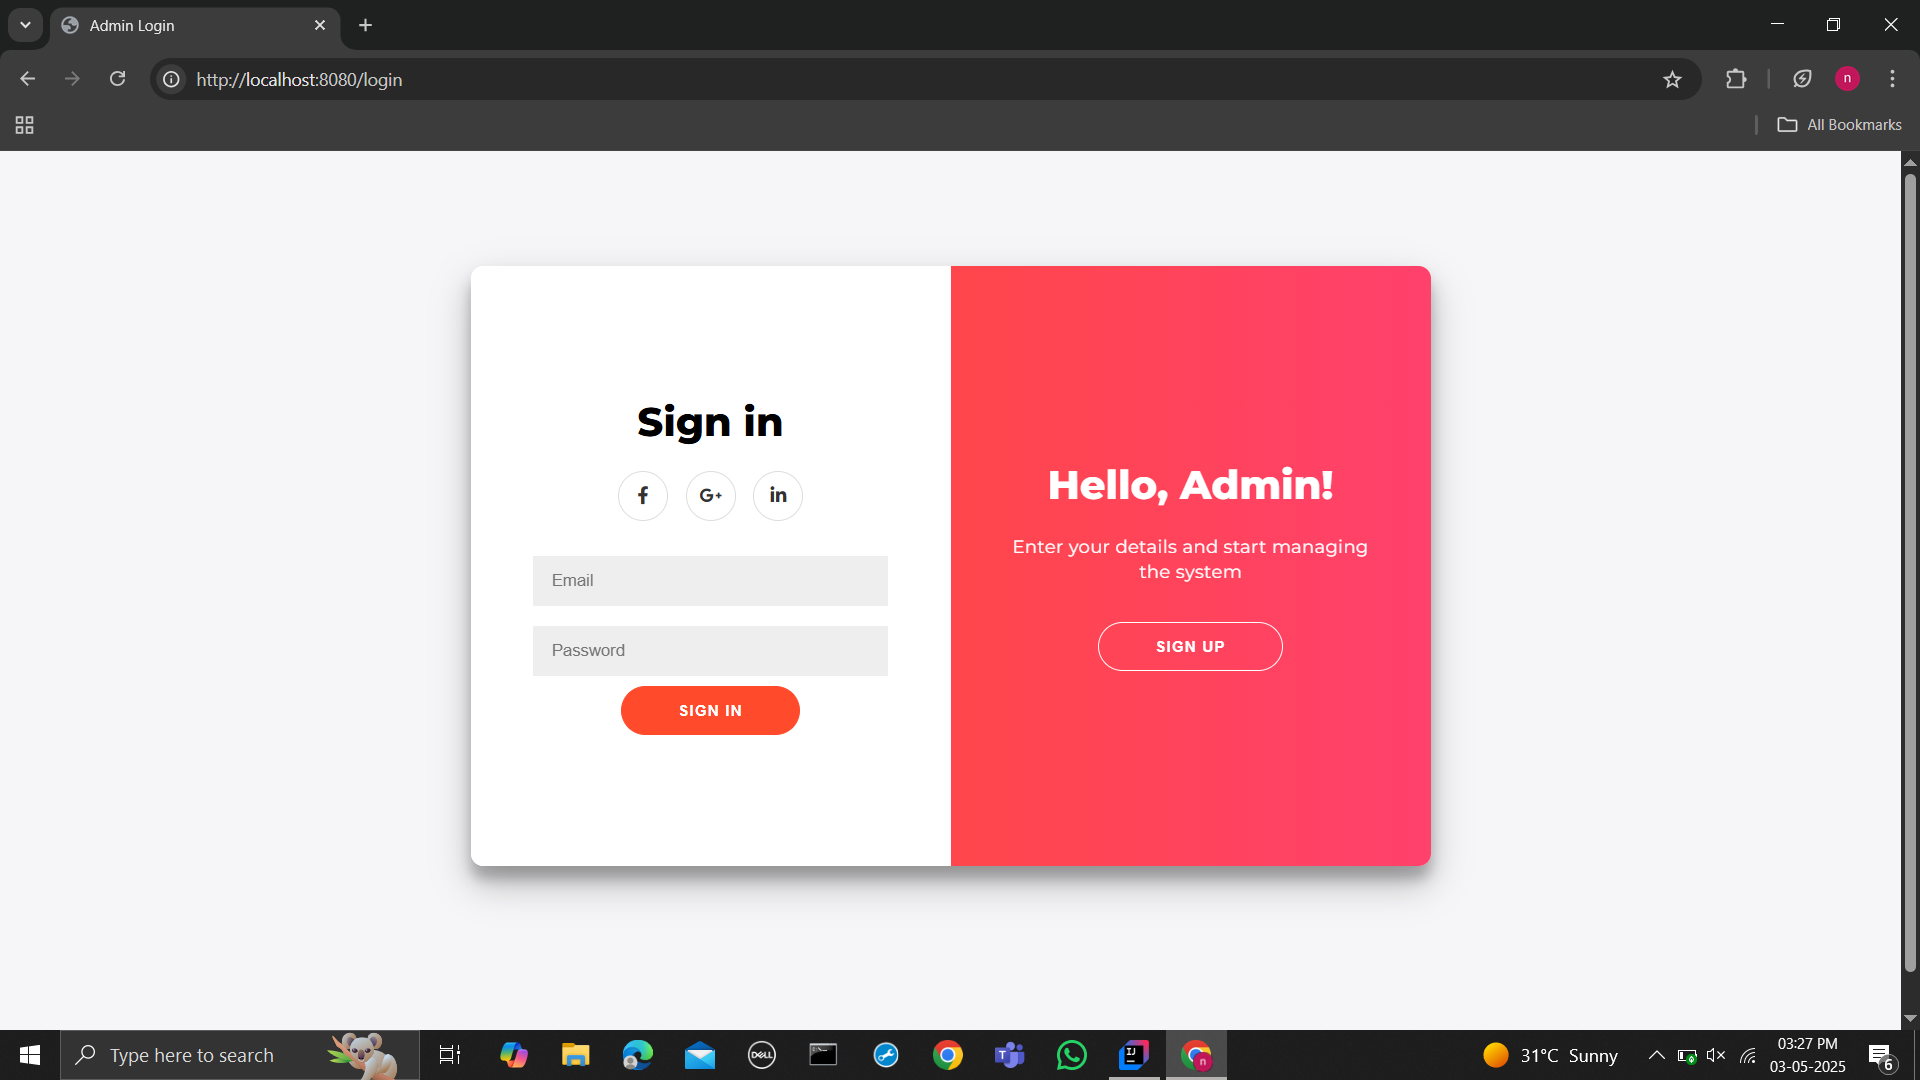 Admin Login
http://localhost:8080/login
n
All Bookmarks
Sign in
f
G+
in
Email
Password
SIGN IN
Hello, Admin!
Enter your details and start managing
the system
SIGN UP
Type here to search
DELL
T
IJ
n
31°C Sunny
03:27 PM
03-05-2025
6